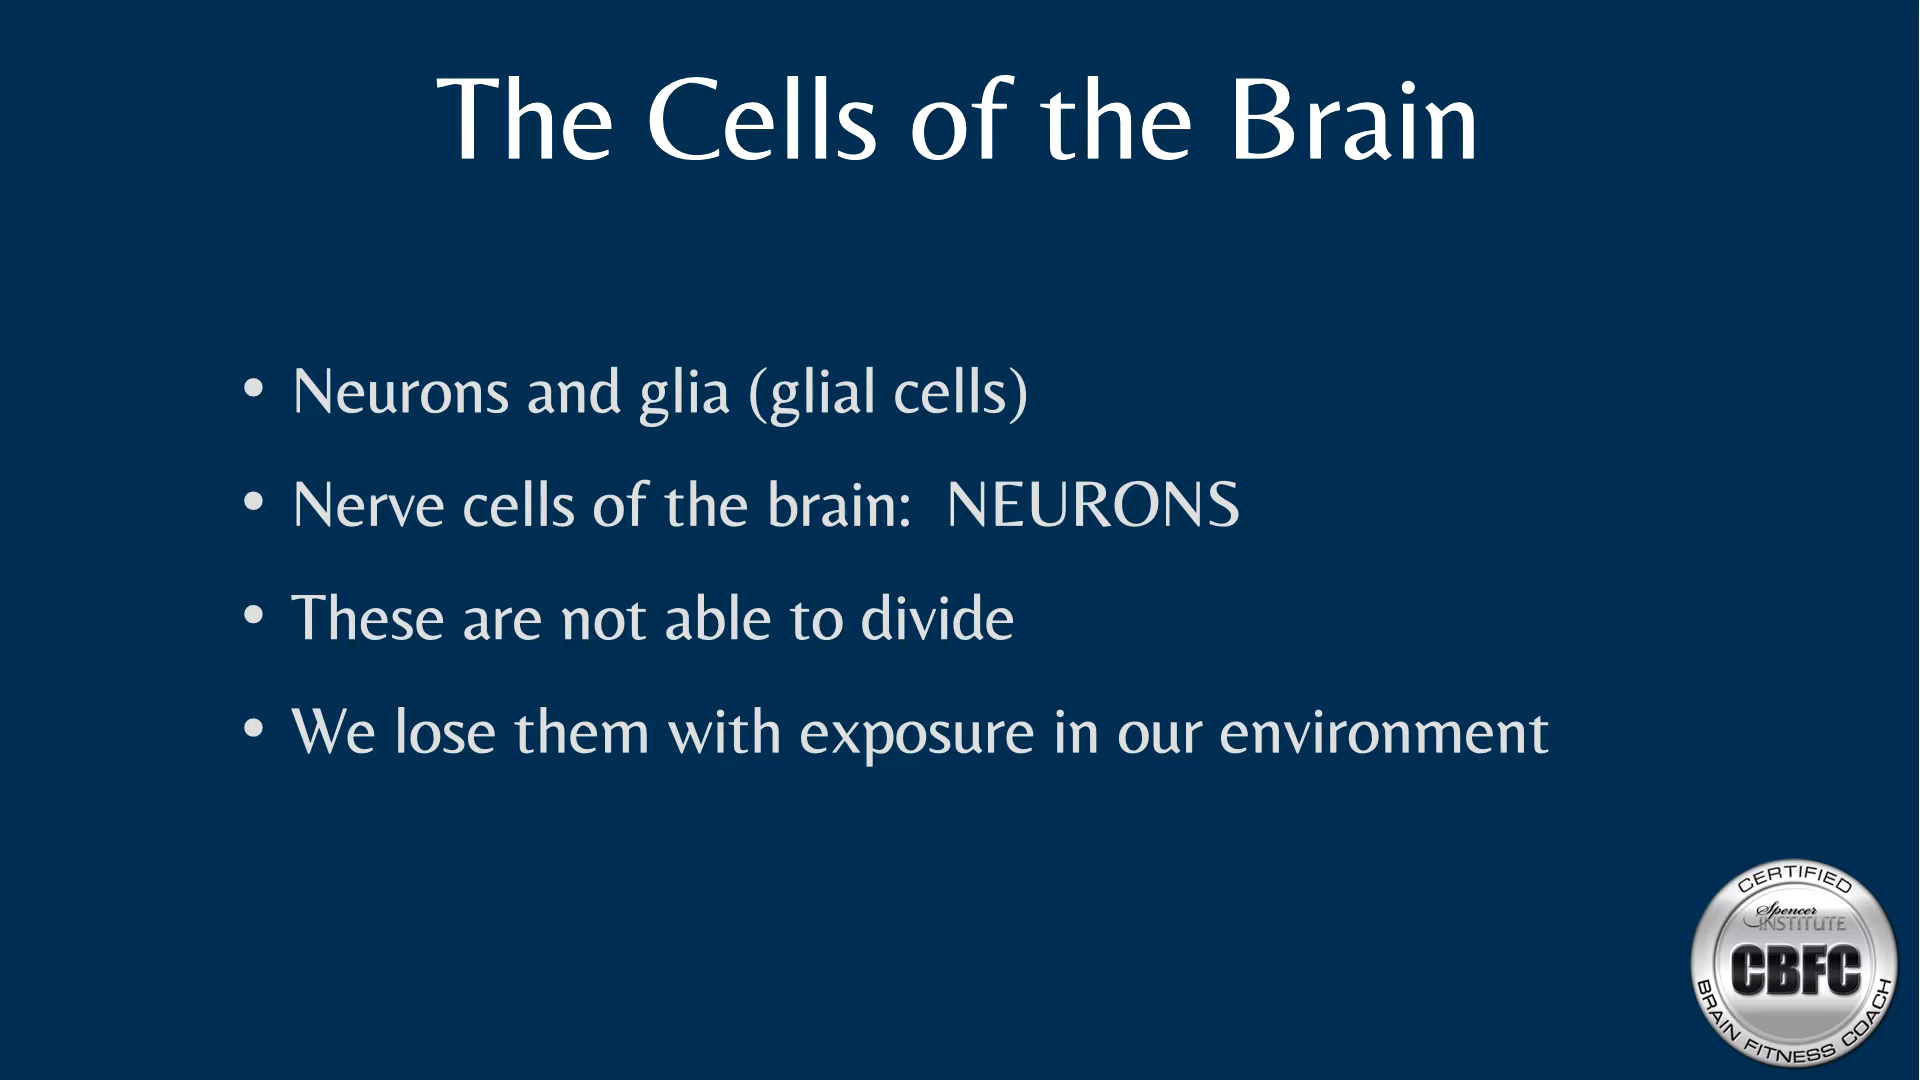 The Cells of the Brain
• Neurons and glia (glial cells)
• Nerve cells of the brain:  NEURONS
• These are not able to divide
• We lose them with exposure in our environment
CERTIFIED
Spencer
INSTITUTE
CBFC
BRAIN FITNESS COACH